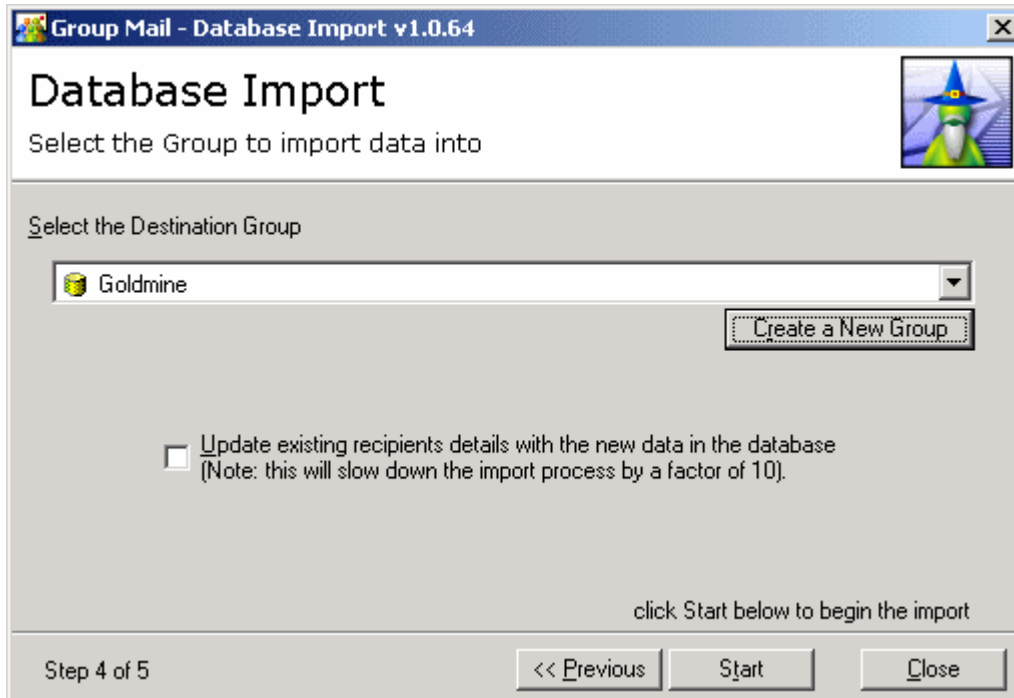 Group Mail - Database Import v1.0.64
Database Import
Select the Group to import data into
Select the Destination Group
Goldmine
Create a New Group
Update existing recipients details with the new data in the database
(Note: this will slow down the import process by a factor of 10).
click Start below to begin the import
Step 4 of 5
<< Previous
Start
Close